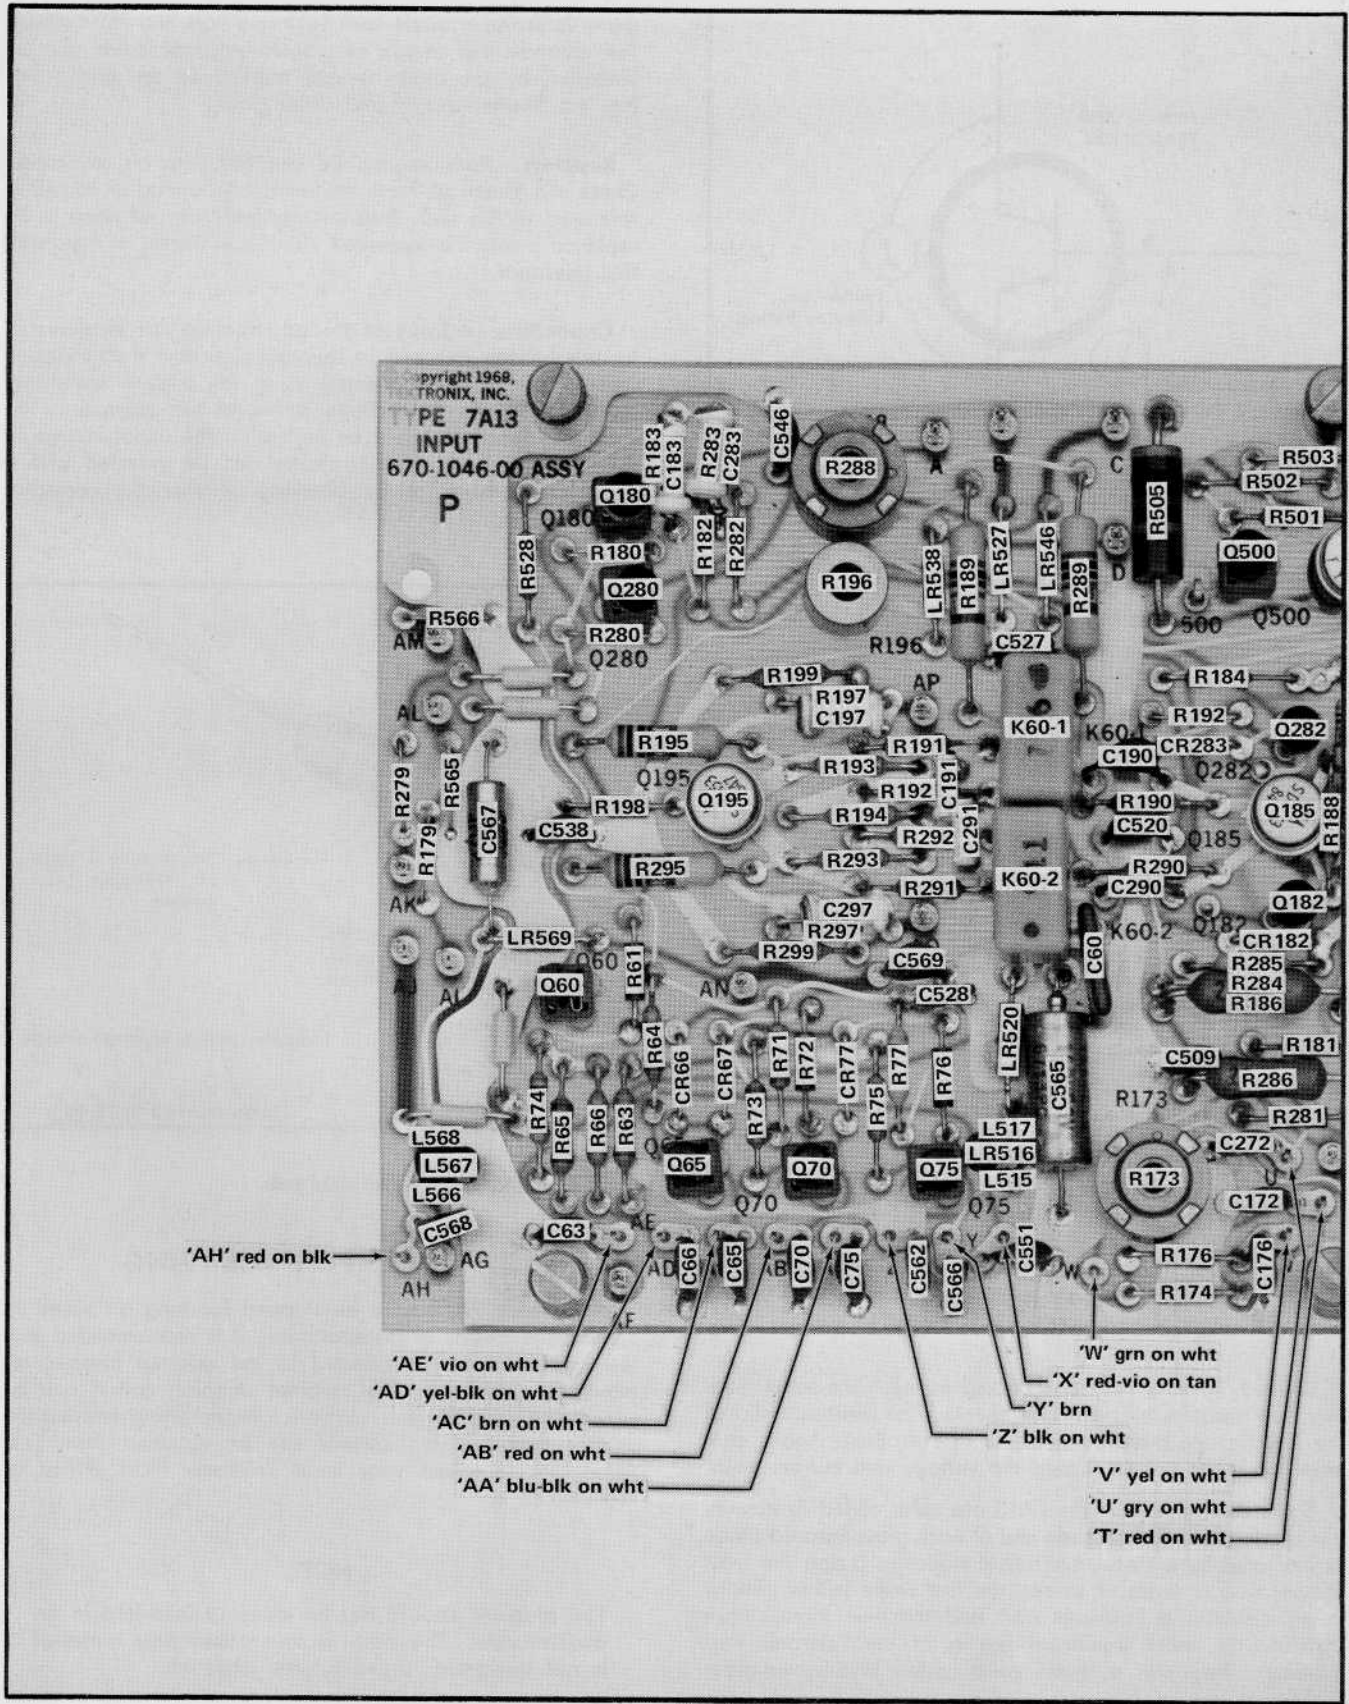 opyright 1968,
TRONIX, INC.
TYPE 7A13
INPUT
670-1046-00 ASSY
P
R183
C183
R283
C283
C546
R288
A
B
C
R505
R503
R502
R501
Q180
Q180
R528
R180
R182
R282
Q280
R196
LR538
R189
LR527
LR546
R289
D
Q500
R566
AM
R280
Q280
R196
C527
500
Q500
R199
AP
R184
AL
R197
C197
K60-1
K60-1
R192
Q282
R195
R191
CR283
C190
Q282
R279
R565
Q195
R193
C191
R198
Q195
R192
R190
Q185
R188
R179
C567
C538
R194
R292
C291
C520
Q185
R295
R293
R290
K60-2
R291
C290
Q182
AK
C297
R297
K60-2
Q182
LR569
Q60
R61
R299
C60
CR182
R285
AJ
AI
Q60
AN
C569
C528
R284
R186
R64
CR66
CR67
R71
R72
CR77
R77
R76
LR520
C565
R181
C509
R286
R74
R65
R66
R63
R73
R75
R173
R281
L568
L567
L566
C568
L517
LR516
L515
C272
Q65
Q70
Q75
R173
U
Q70
Q75
C172
C63
AE
Y
C551
R176
C176
'AH' red on blk
AG
AD
C66
C65
AB
C70
C75
C562
C566
W
R174
AH
AF
'AE' vio on wht
'W' grn on wht
'AD' yel-blk on wht
'X' red-vio on tan
'AC' brn on wht
'Y' brn
'AB' red on wht
'Z' blk on wht
'AA' blu-blk on wht
'V' yel on wht
'U' gry on wht
'T' red on wht